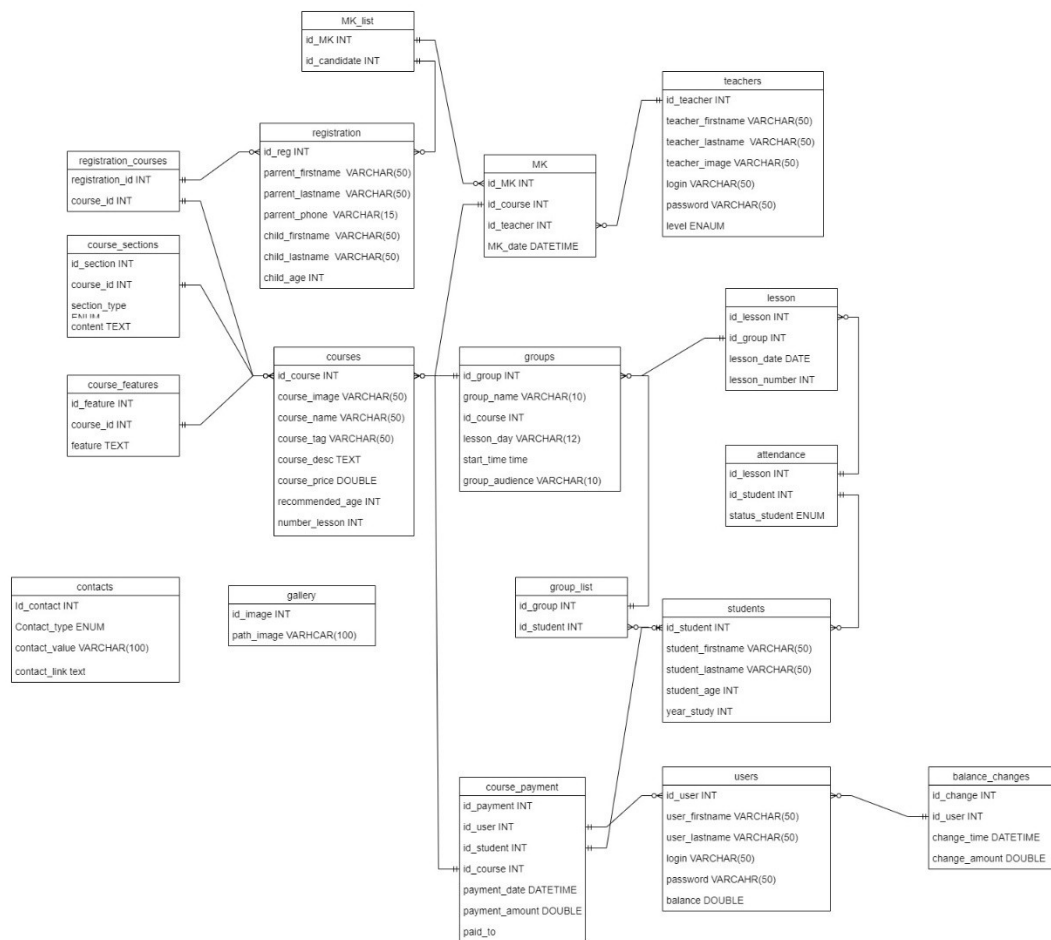 MK_list
id_MK INT
id_candidate INT
teachers
id_teacher INT
teacher_firstname VARCHAR(50)
teacher_lastname VARCHAR(50)
teacher_image VARCHAR(50)
login VARCHAR(50)
password VARCHAR(50)
level ENAUM
registration
id_reg INT
parrent_firstname VARCHAR(50)
parrent_lastname VARCHAR(50)
parrent_phone VARCHAR(15)
child_firstname VARCHAR(50)
child_lastname VARCHAR(50)
child_age INT
registration_courses
registration_id INT
course_id INT
MK
id_MK INT
id_course INT
id_teacher INT
MK_date DATETIME
course_sections
id_section INT
course_id INT
section_type
ENUM
content TEXT
lesson
id_lesson INT
id_group INT
lesson_date DATE
lesson_number INT
courses
id_course INT
course_image VARCHAR(50)
course_name VARCHAR(50)
course_tag VARCHAR(50)
course_desc TEXT
course_price DOUBLE
recommended_age INT
number_lesson INT
groups
id_group INT
group_name VARCHAR(10)
id_course INT
lesson_day VARCHAR(12)
start_time time
group_audience VARCHAR(10)
course_features
id_feature INT
course_id INT
feature TEXT
attendance
id_lesson INT
id_student INT
status_student ENUM
contacts
Id_contact INT
Contact_type ENUM
contact_value VARCHAR(100)
contact_link text
gallery
id_image INT
path_image VARHCAR(100)
group_list
id_group INT
id_student INT
students
id_student INT
student_firstname VARCHAR(50)
student_lastname VARCHAR(50)
student_age INT
year_study INT
course_payment
id_payment INT
id_user INT
id_student INT
id_course INT
payment_date DATETIME
payment_amount DOUBLE
paid_to
users
id_user INT
user_firstname VARCHAR(50)
user_lastname VARCHAR(50)
login VARCHAR(50)
password VARCAHR(50)
balance DOUBLE
balance_changes
id_change INT
id_user INT
change_time DATETIME
change_amount DOUBLE